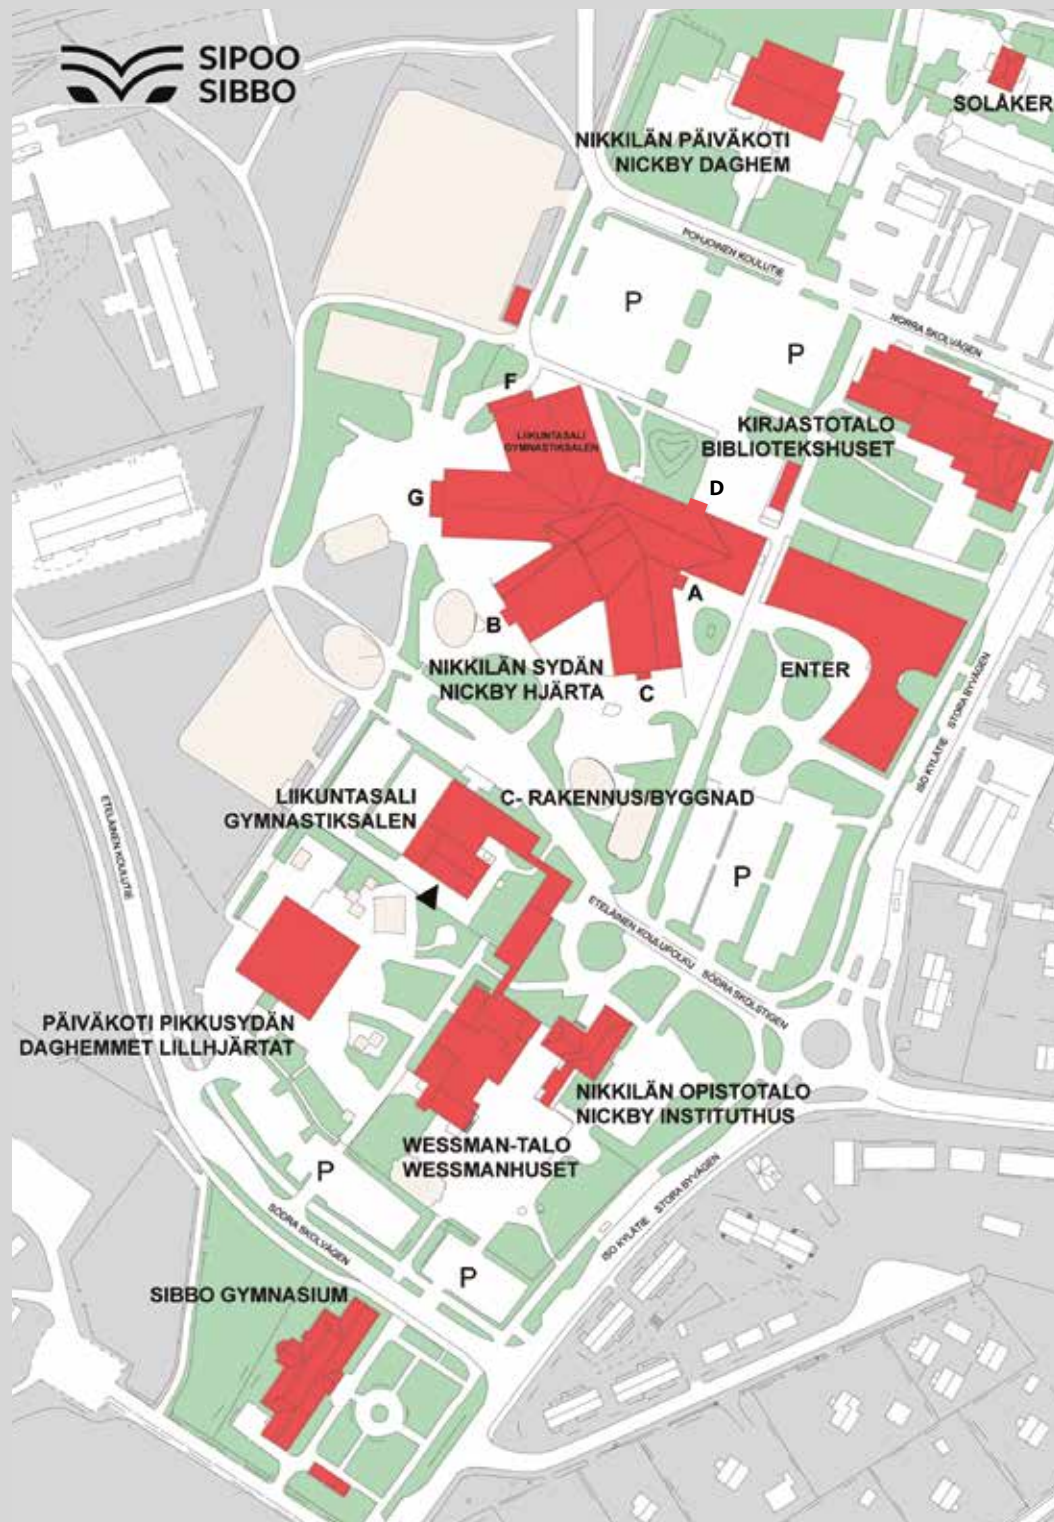 SIPOO
SIBBO
SOLÅKER
NIKKILÄN PÄIVÄKOTI
NICKBY DAGHEM
POHJOINEN KOULUTIE
P
NORRA SKOLVÄGEN
P
F
KIRJASTOTALO
BIBLIOTEKSHUSET
LIIKUNTASALI
GYMNASTIKSALEN
D
G
A
B
NIKKILÄN SYDÄN
NICKBY HJÄRTA
C
ENTER
ISO KYLÄTIE STORA BYVÄGEN
LIIKUNTASALI
GYMNASTIKSALEN
C- RAKENNUS/BYGGNAD
ETELÄINEN KOULUTIE
P
ETELÄINEN KOULUPOLKU SÖDRA SKOLSTIGEN
PÄIVÄKOTI PIKKUSYDÄN
DAGHEMMET LILLHJÄRTAT
NIKKILÄN OPISTOTALO
NICKBY INSTITUTHUS
WESSMAN-TALO
WESSMANHUSET
P
ISO KYLÄTIE STORA BYVÄGEN
SÖDRA SKOLVÄGEN
P
SIBBO GYMNASIUM